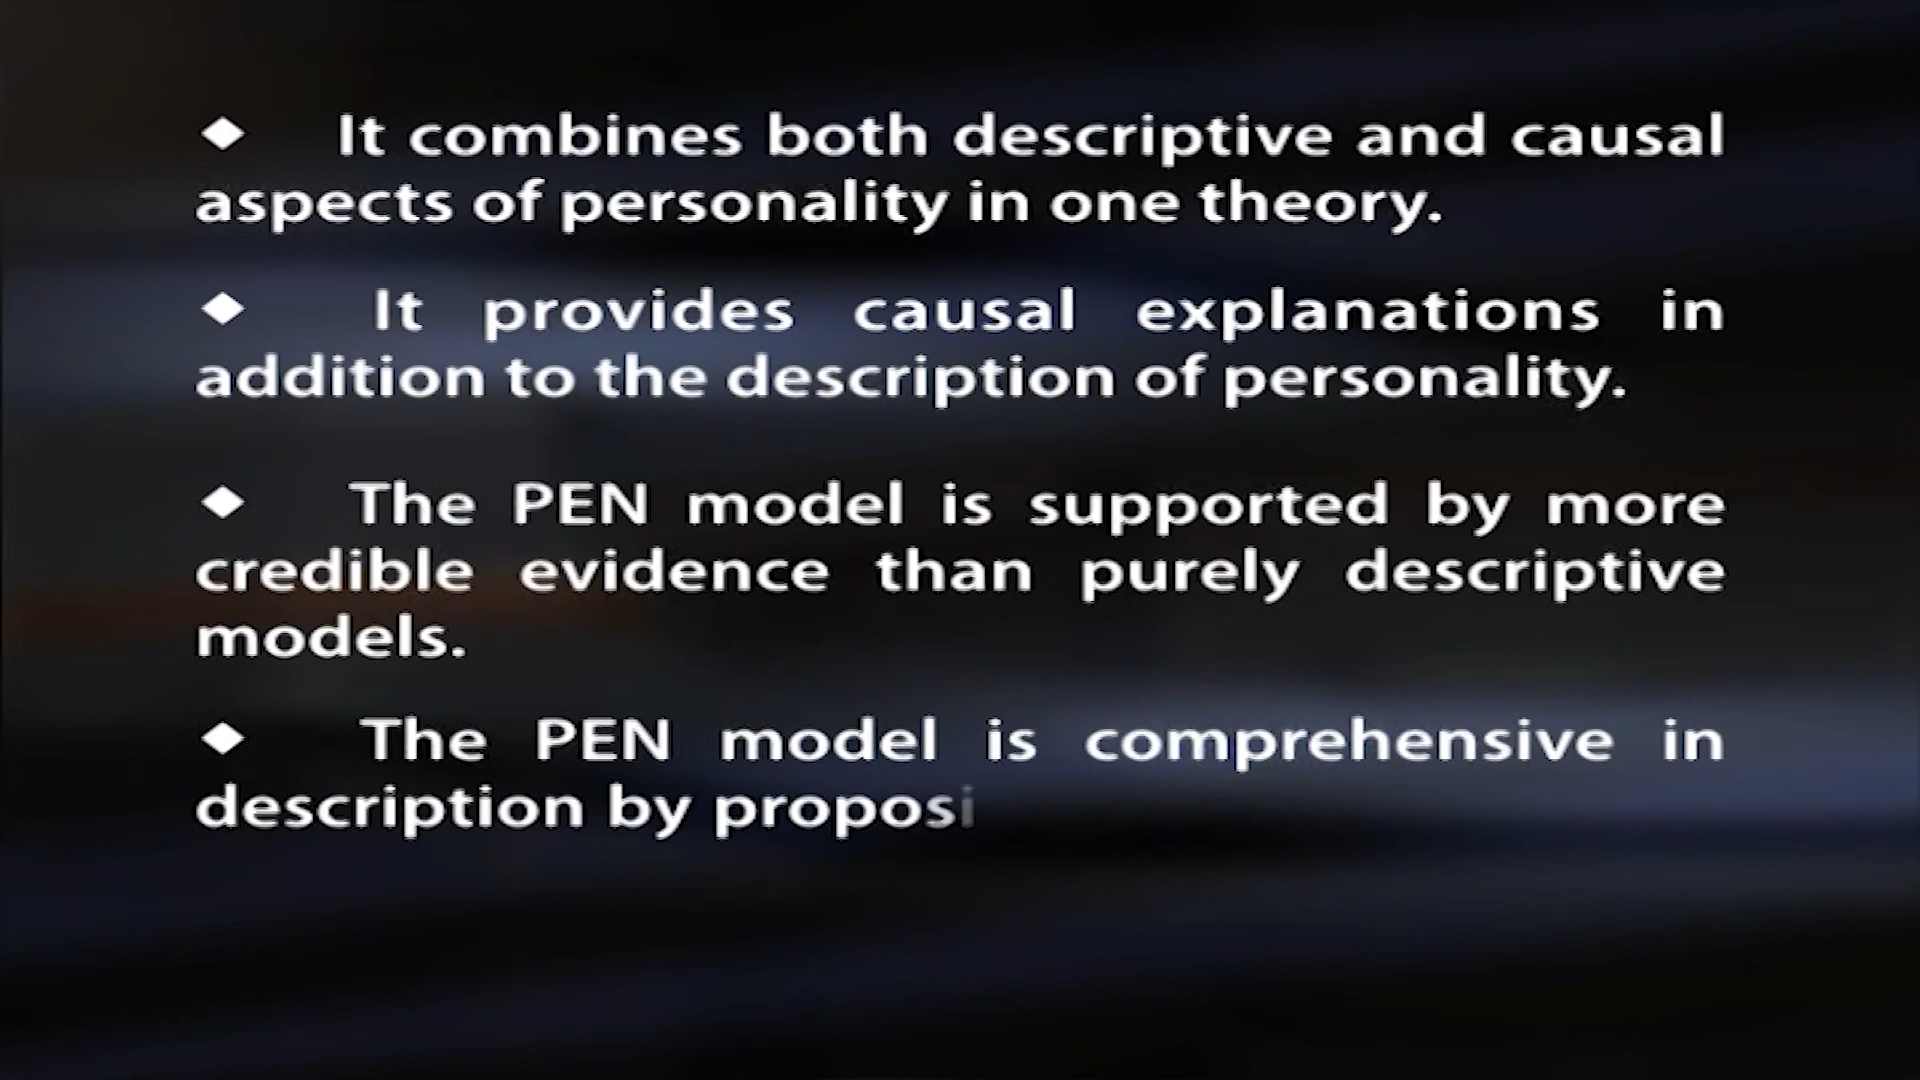 ◆ It combines both descriptive and causal
aspects of personality in one theory.
◆ It provides causal explanations in
addition to the description of personality.
◆ The PEN model is supported by more
credible evidence than purely descriptive
models.
◆ The PEN model is comprehensive in
description by proposi